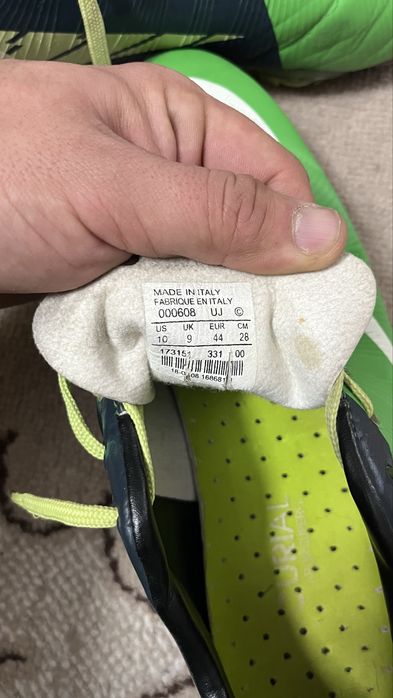 MADE IN ITALY
FABRIQUE EN ITALY
000608 UJ ©
US UK EUR CM
10 9 44 28
331 00
URIAL